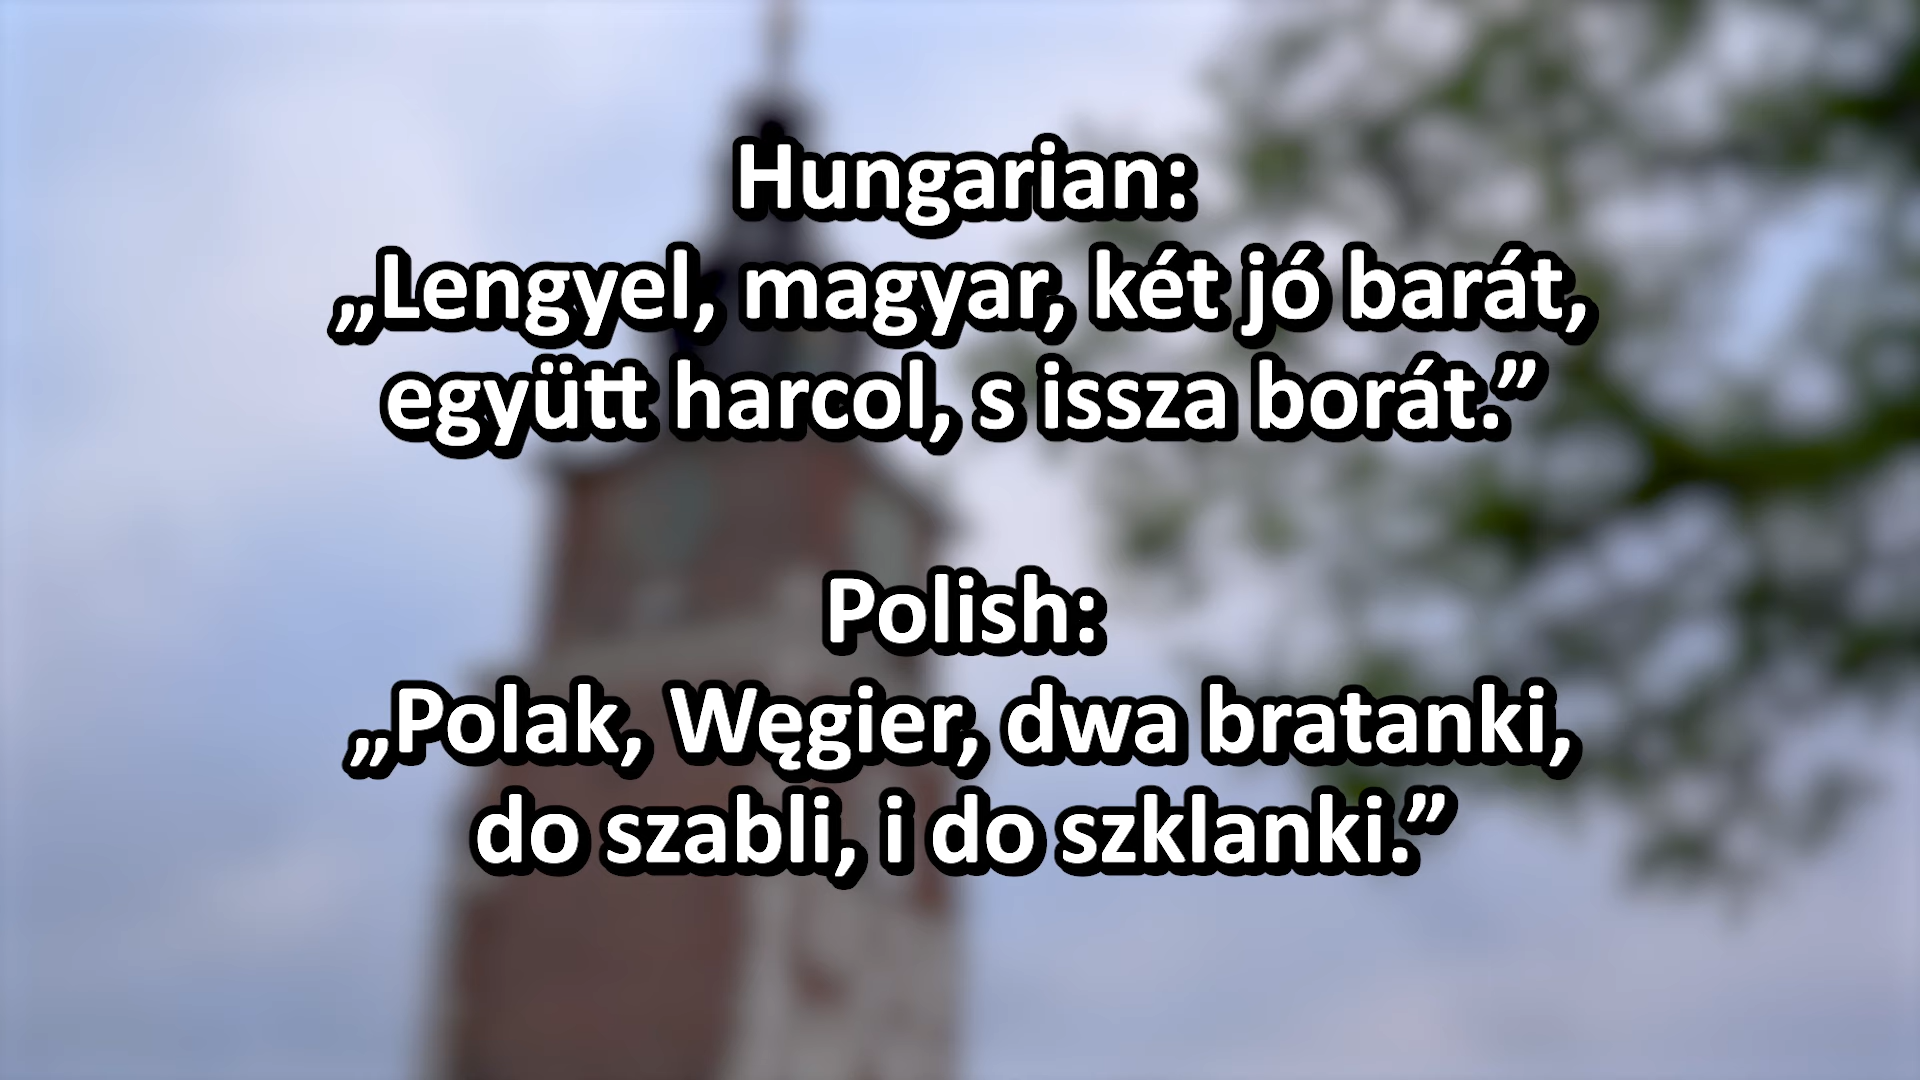 Hungarian:
„Lengyel, magyar, két jó barát,
együtt harcol, s issza borát.”
Polish:
„Polak, Węgier, dwa bratanki,
do szabli, i do szklanki.”